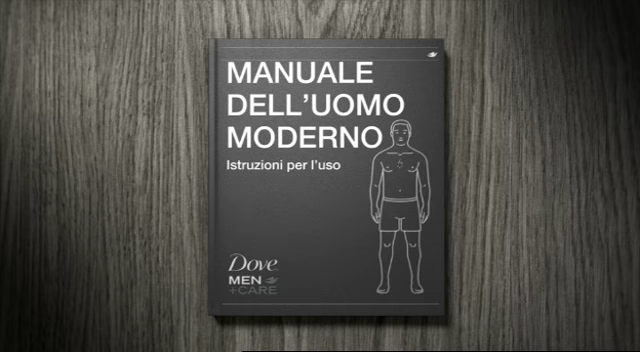 MANUALE
DELL'UOMO
MODERNO
Istruzioni per l'uso
Dove
MEN
+CARE